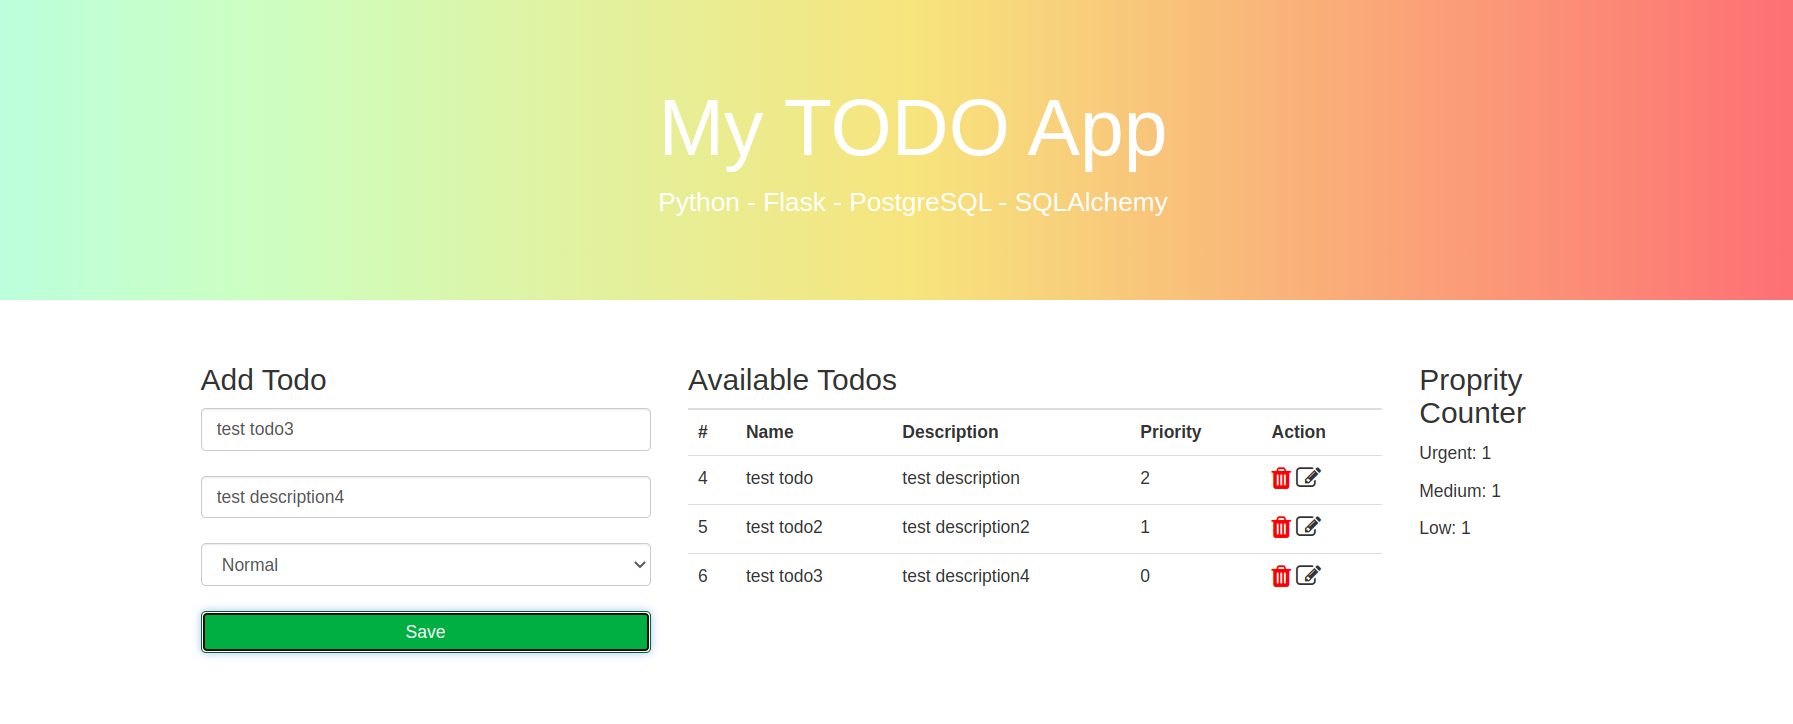 My TODO App
Python - Flask - PostgreSQL - SQLAlchemy
Add Todo
test todo3
test description4
Normal
Save
Available Todos
# Name Description Priority Action
4 test todo test description 2
5 test todo2 test description2 1
6 test todo3 test description4 0
Proprity
Counter
Urgent: 1
Medium: 1
Low: 1